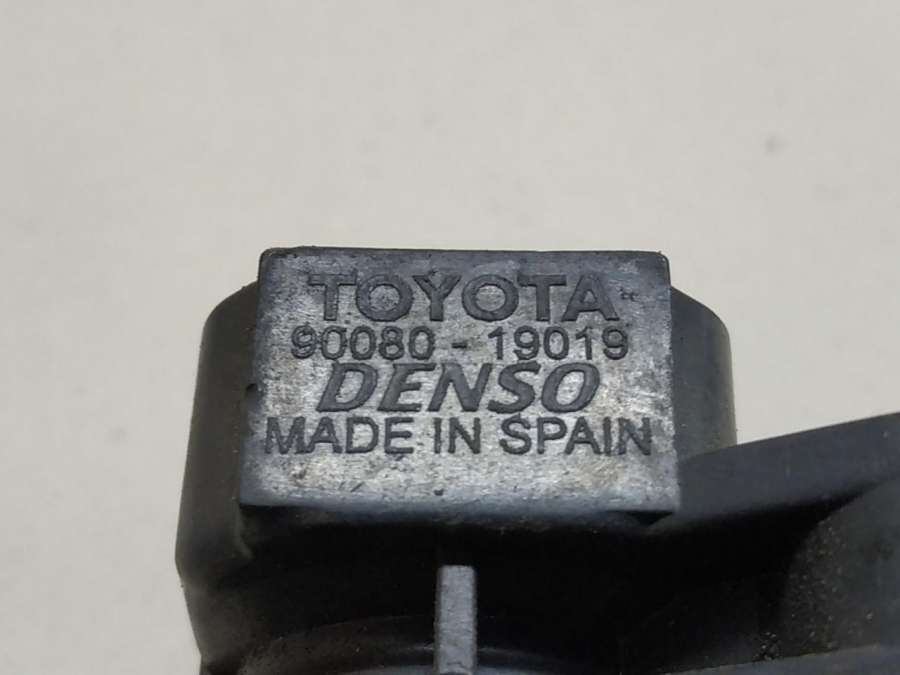 TOYOTA
90080-19019
DENSO
MADE IN SPAIN